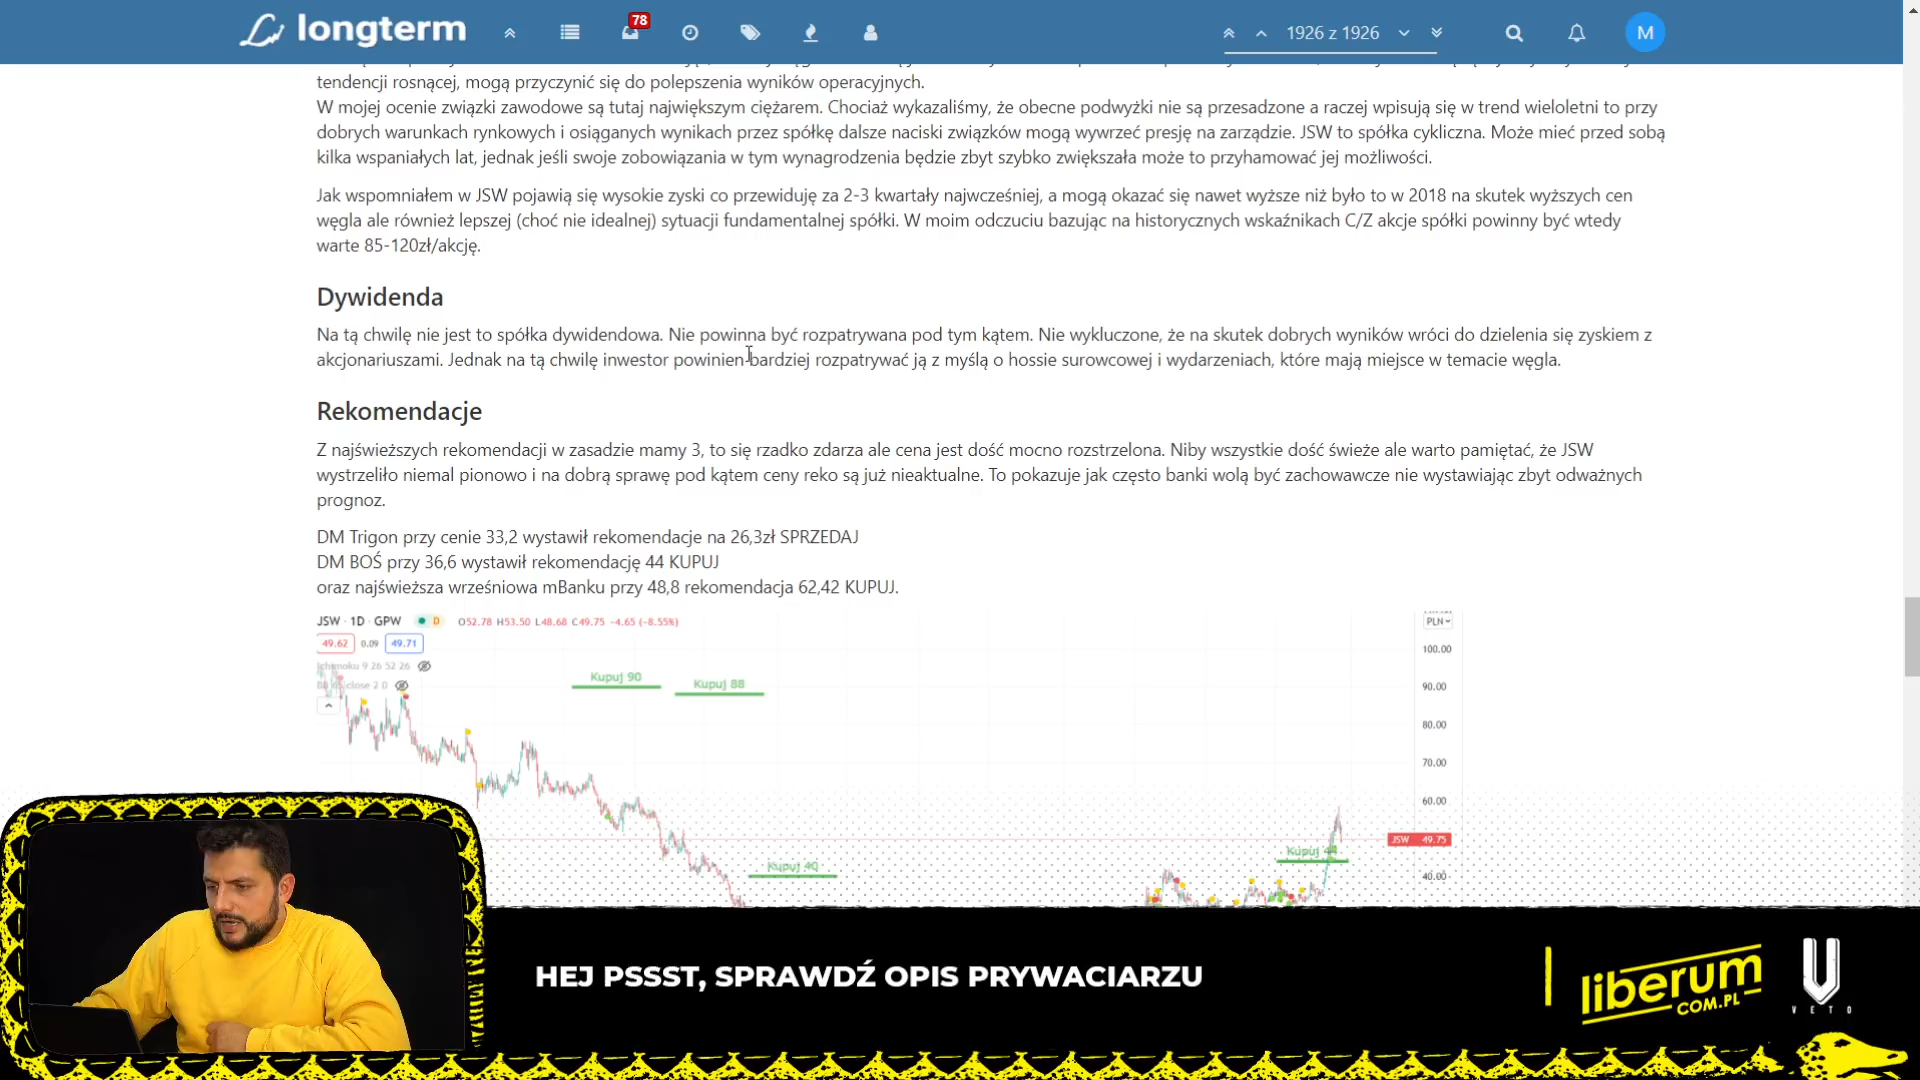 longterm
78
1926 z 1926
M
tendencji rosnącej, mogą przyczynić się do polepszenia wyników operacyjnych.
W mojej ocenie związki zawodowe są tutaj największym ciężarem. Chociaż wykazaliśmy, że obecne podwyżki nie są przesadzone a raczej wpisują się w trend wieloletni to przy
dobrych warunkach rynkowych i osiąganych wynikach przez spółkę dalsze naciski związków mogą wywrzeć presję na zarządzie. JSW to spółka cykliczna. Może mieć przed sobą
kilka wspaniałych lat, jednak jeśli swoje zobowiązania w tym wynagrodzenia będzie zbyt szybko zwiększała może to przyhamować jej możliwości.
Jak wspomniałem w JSW pojawią się wysokie zyski co przewiduję za 2-3 kwartały najwcześniej, a mogą okazać się nawet wyższe niż było to w 2018 na skutek wyższych cen
węgla ale również lepszej (choć nie idealnej) sytuacji fundamentalnej spółki. W moim odczuciu bazując na historycznych wskaźnikach C/Z akcje spółki powinny być wtedy
warte 85-120zł/akcję.
Dywidenda
Na tą chwilę nie jest to spółka dywidendowa. Nie powinna być rozpatrywana pod tym kątem. Nie wykluczone, że na skutek dobrych wyników wróci do dzielenia się zyskiem z
akcjonariuszami. Jednak na tą chwilę inwestor powinien bardziej rozpatrywać ją z myślą o hossie surowcowej i wydarzeniach, które mają miejsce w temacie węgla.
Rekomendacje
Z najświeższych rekomendacji w zasadzie mamy 3, to się rzadko zdarza ale cena jest dość mocno rozstrzelona. Niby wszystkie dość świeże ale warto pamiętać, że JSW
wystrzeliło niemal pionowo i na dobrą sprawę pod kątem ceny reko są już nieaktualne. To pokazuje jak często banki wolą być zachowawcze nie wystawiając zbyt odważnych
prognoz.
DM Trigon przy cenie 33,2 wystawił rekomendacje na 26,3zł SPRZEDAJ
DM BOŚ przy 36,6 wystawił rekomendację 44 KUPUJ
oraz najświeższa wrześniowa mBanku przy 48,8 rekomendacja 62,42 KUPUJ.
JSW · 1D · GPW D O52.78 H53.50 L48.68 C49.75 -4.65 (-8.55%)
PLN
49.62 0.09 49.71
Ichimoku 9 26 52 26
close 2 0
100.00
Kupuj 90
Kupuj 88
90.00
80.00
70.00
60.00
JSW 49.75
Kupuj 44
Kupuj 40
40.00
HEJ PSSST, SPRAWDŹ OPIS PRYWACIARZU
liberum
COM.PL
VETO